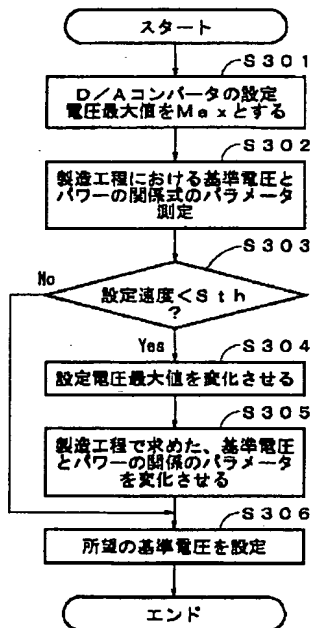 スタート
S301
D/Aコンバータの設定
電圧最大値をMaxとする
S302
製造工程における基準電圧と
パワーの関係式のパラメータ
測定
S303
設定速度<Sth
?
No
Yes
S304
設定電圧最大値を変化させる
S305
製造工程で求めた、基準電圧
とパワーの関係のパラメータ
を変化させる
S306
所望の基準電圧を設定
エンド